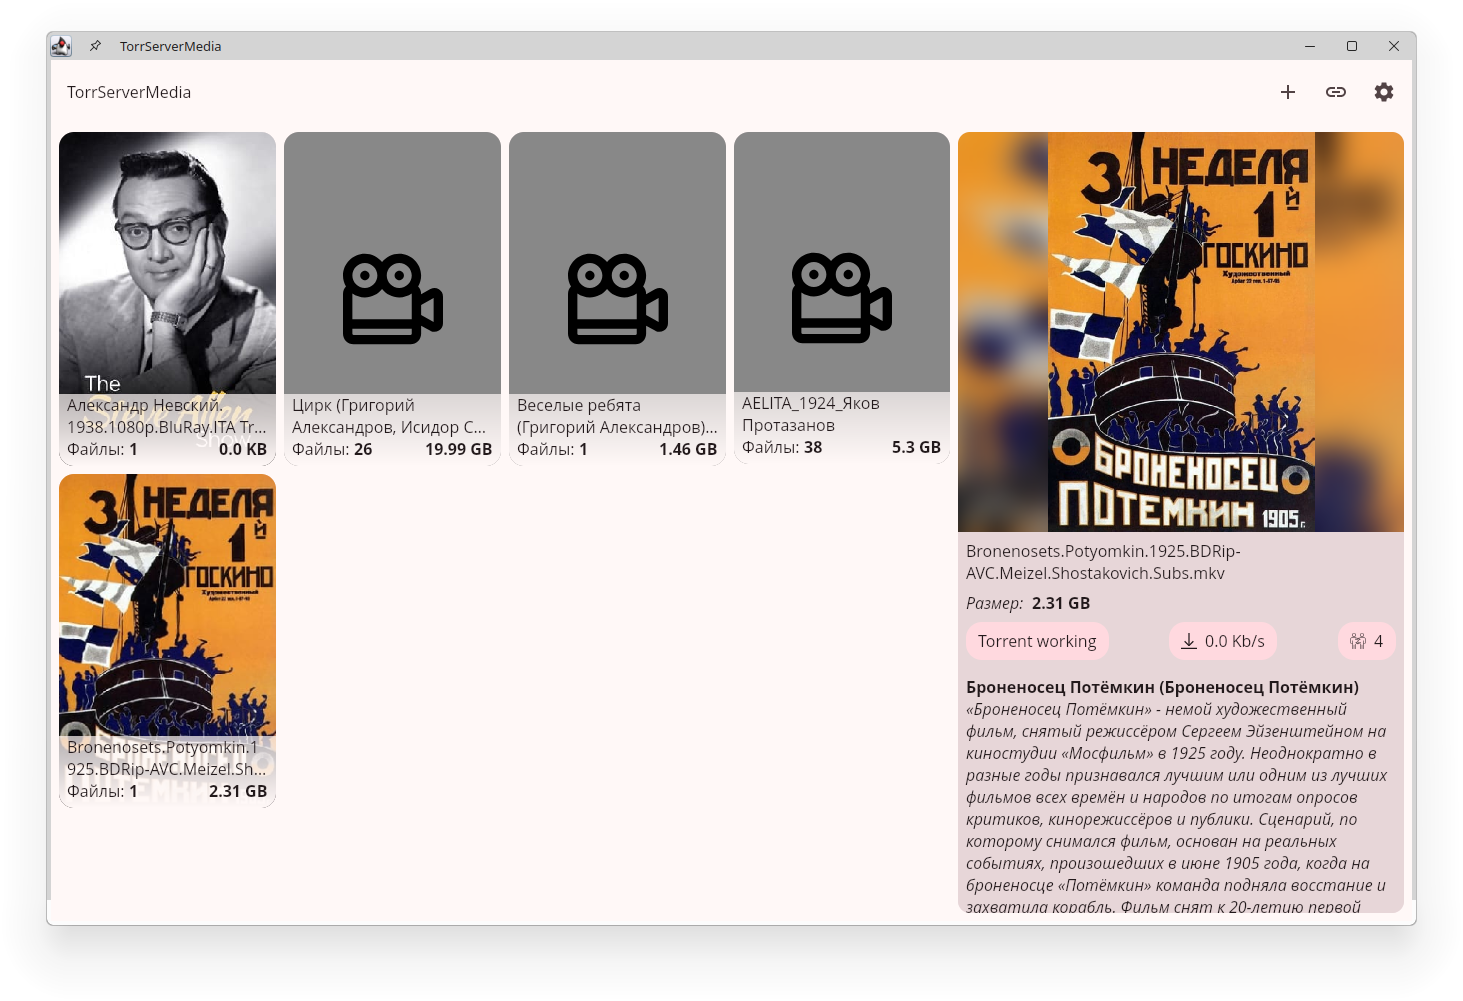 TorrServerMedia
TorrServerMedia
The
Steve Allen
Show
Александр Невский.
1938.1080p.BluRay.ITA Tr...
Файлы: 1 0.0 KB
Цирк (Григорий
Александров, Исидор С...
Файлы: 26 19.99 GB
Веселые ребята
(Григорий Александров)...
Файлы: 1 1.46 GB
AELITA_1924_Яков
Протазанов
Файлы: 38 5.3 GB
3 НЕДЕЛЯ
1й
ГОСКИНО
Художественный
Bronenosets.Potyomkin.1
925.BDRip-AVC.Meizel.Sh...
Файлы: 1 2.31 GB
3 НЕДЕЛЯ
1й
ГОСКИНО
Художественный
БРОНЕНОСЕЦ
ПОТЕМКИН 1905г.
Bronenosets.Potyomkin.1925.BDRip-
AVC.Meizel.Shostakovich.Subs.mkv
Размер: 2.31 GB
Torrent working 0.0 Kb/s 4
Броненосец Потёмкин (Броненосец Потёмкин)
«Броненосец Потёмкин» - немой художественный
фильм, снятый режиссёром Сергеем Эйзенштейном на
киностудии «Мосфильм» в 1925 году. Неоднократно в
разные годы признавался лучшим или одним из лучших
фильмов всех времён и народов по итогам опросов
критиков, кинорежиссёров и публики. Сценарий, по
которому снимался фильм, основан на реальных
событиях, произошедших в июне 1905 года, когда на
броненосце «Потёмкин» команда подняла восстание и
захватила корабль. Фильм снят к 20-летию первой